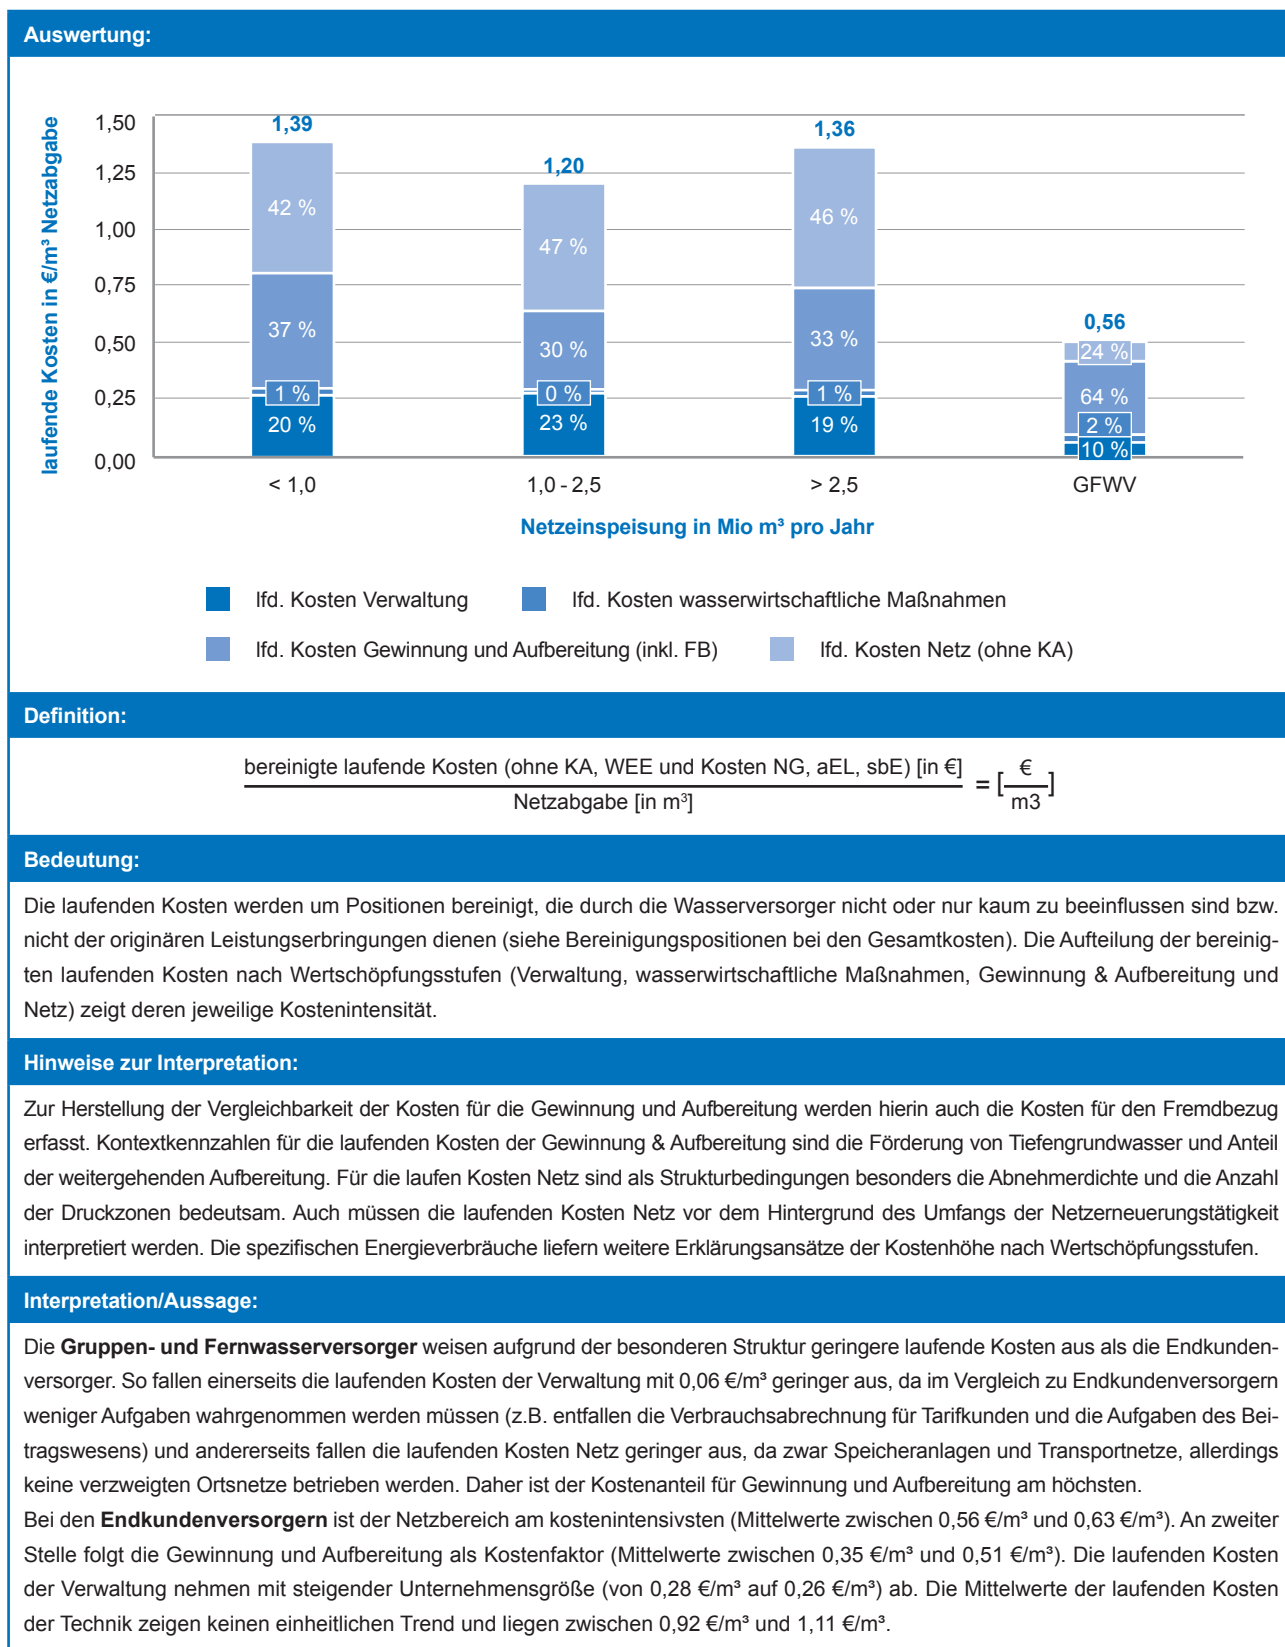 Auswertung:
laufende Kosten in €/m³ Netzabgabe
1,50
1,25
1,00
0,75
0,50
0,25
0,00
1,39
42 %
37 %
1 %
20 %
1,20
47 %
30 %
0 %
23 %
1,36
46 %
33 %
1 %
19 %
0,56
24 %
64 %
2 %
10 %
< 1,0
1,0 - 2,5
> 2,5
GFWV
Netzeinspeisung in Mio m³ pro Jahr
lfd. Kosten Verwaltung
lfd. Kosten wasserwirtschaftliche Maßnahmen
lfd. Kosten Gewinnung und Aufbereitung (inkl. FB)
lfd. Kosten Netz (ohne KA)
Definition:
bereinigte laufende Kosten (ohne KA, WEE und Kosten NG, aEL, sbE) [in €]
Netzabgabe [in m³]
= [€/m3]
Bedeutung:
Die laufenden Kosten werden um Positionen bereinigt, die durch die Wasserversorger nicht oder nur kaum zu beeinflussen sind bzw.
nicht der originären Leistungserbringungen dienen (siehe Bereinigungspositionen bei den Gesamtkosten). Die Aufteilung der bereinig-
ten laufenden Kosten nach Wertschöpfungsstufen (Verwaltung, wasserwirtschaftliche Maßnahmen, Gewinnung & Aufbereitung und
Netz) zeigt deren jeweilige Kostenintensität.
Hinweise zur Interpretation:
Zur Herstellung der Vergleichbarkeit der Kosten für die Gewinnung und Aufbereitung werden hierin auch die Kosten für den Fremdbezug
erfasst. Kontextkennzahlen für die laufenden Kosten der Gewinnung & Aufbereitung sind die Förderung von Tiefengrundwasser und Anteil
der weitergehenden Aufbereitung. Für die laufen Kosten Netz sind als Strukturbedingungen besonders die Abnehmerdichte und die Anzahl
der Druckzonen bedeutsam. Auch müssen die laufenden Kosten Netz vor dem Hintergrund des Umfangs der Netzerneuerungstätigkeit
interpretiert werden. Die spezifischen Energieverbräuche liefern weitere Erklärungsansätze der Kostenhöhe nach Wertschöpfungsstufen.
Interpretation/Aussage:
Die Gruppen- und Fernwasserversorger weisen aufgrund der besonderen Struktur geringere laufende Kosten aus als die Endkunden-
versorger. So fallen einerseits die laufenden Kosten der Verwaltung mit 0,06 €/m³ geringer aus, da im Vergleich zu Endkundenversorgern
weniger Aufgaben wahrgenommen werden müssen (z.B. entfallen die Verbrauchsabrechnung für Tarifkunden und die Aufgaben des Bei-
tragswesens) und andererseits fallen die laufenden Kosten Netz geringer aus, da zwar Speicheranlagen und Transportnetze, allerdings
keine verzweigten Ortsnetze betrieben werden. Daher ist der Kostenanteil für Gewinnung und Aufbereitung am höchsten.
Bei den Endkundenversorgern ist der Netzbereich am kostenintensivsten (Mittelwerte zwischen 0,56 €/m³ und 0,63 €/m³). An zweiter
Stelle folgt die Gewinnung und Aufbereitung als Kostenfaktor (Mittelwerte zwischen 0,35 €/m³ und 0,51 €/m³). Die laufenden Kosten
der Verwaltung nehmen mit steigender Unternehmensgröße (von 0,28 €/m³ auf 0,26 €/m³) ab. Die Mittelwerte der laufenden Kosten
der Technik zeigen keinen einheitlichen Trend und liegen zwischen 0,92 €/m³ und 1,11 €/m³.